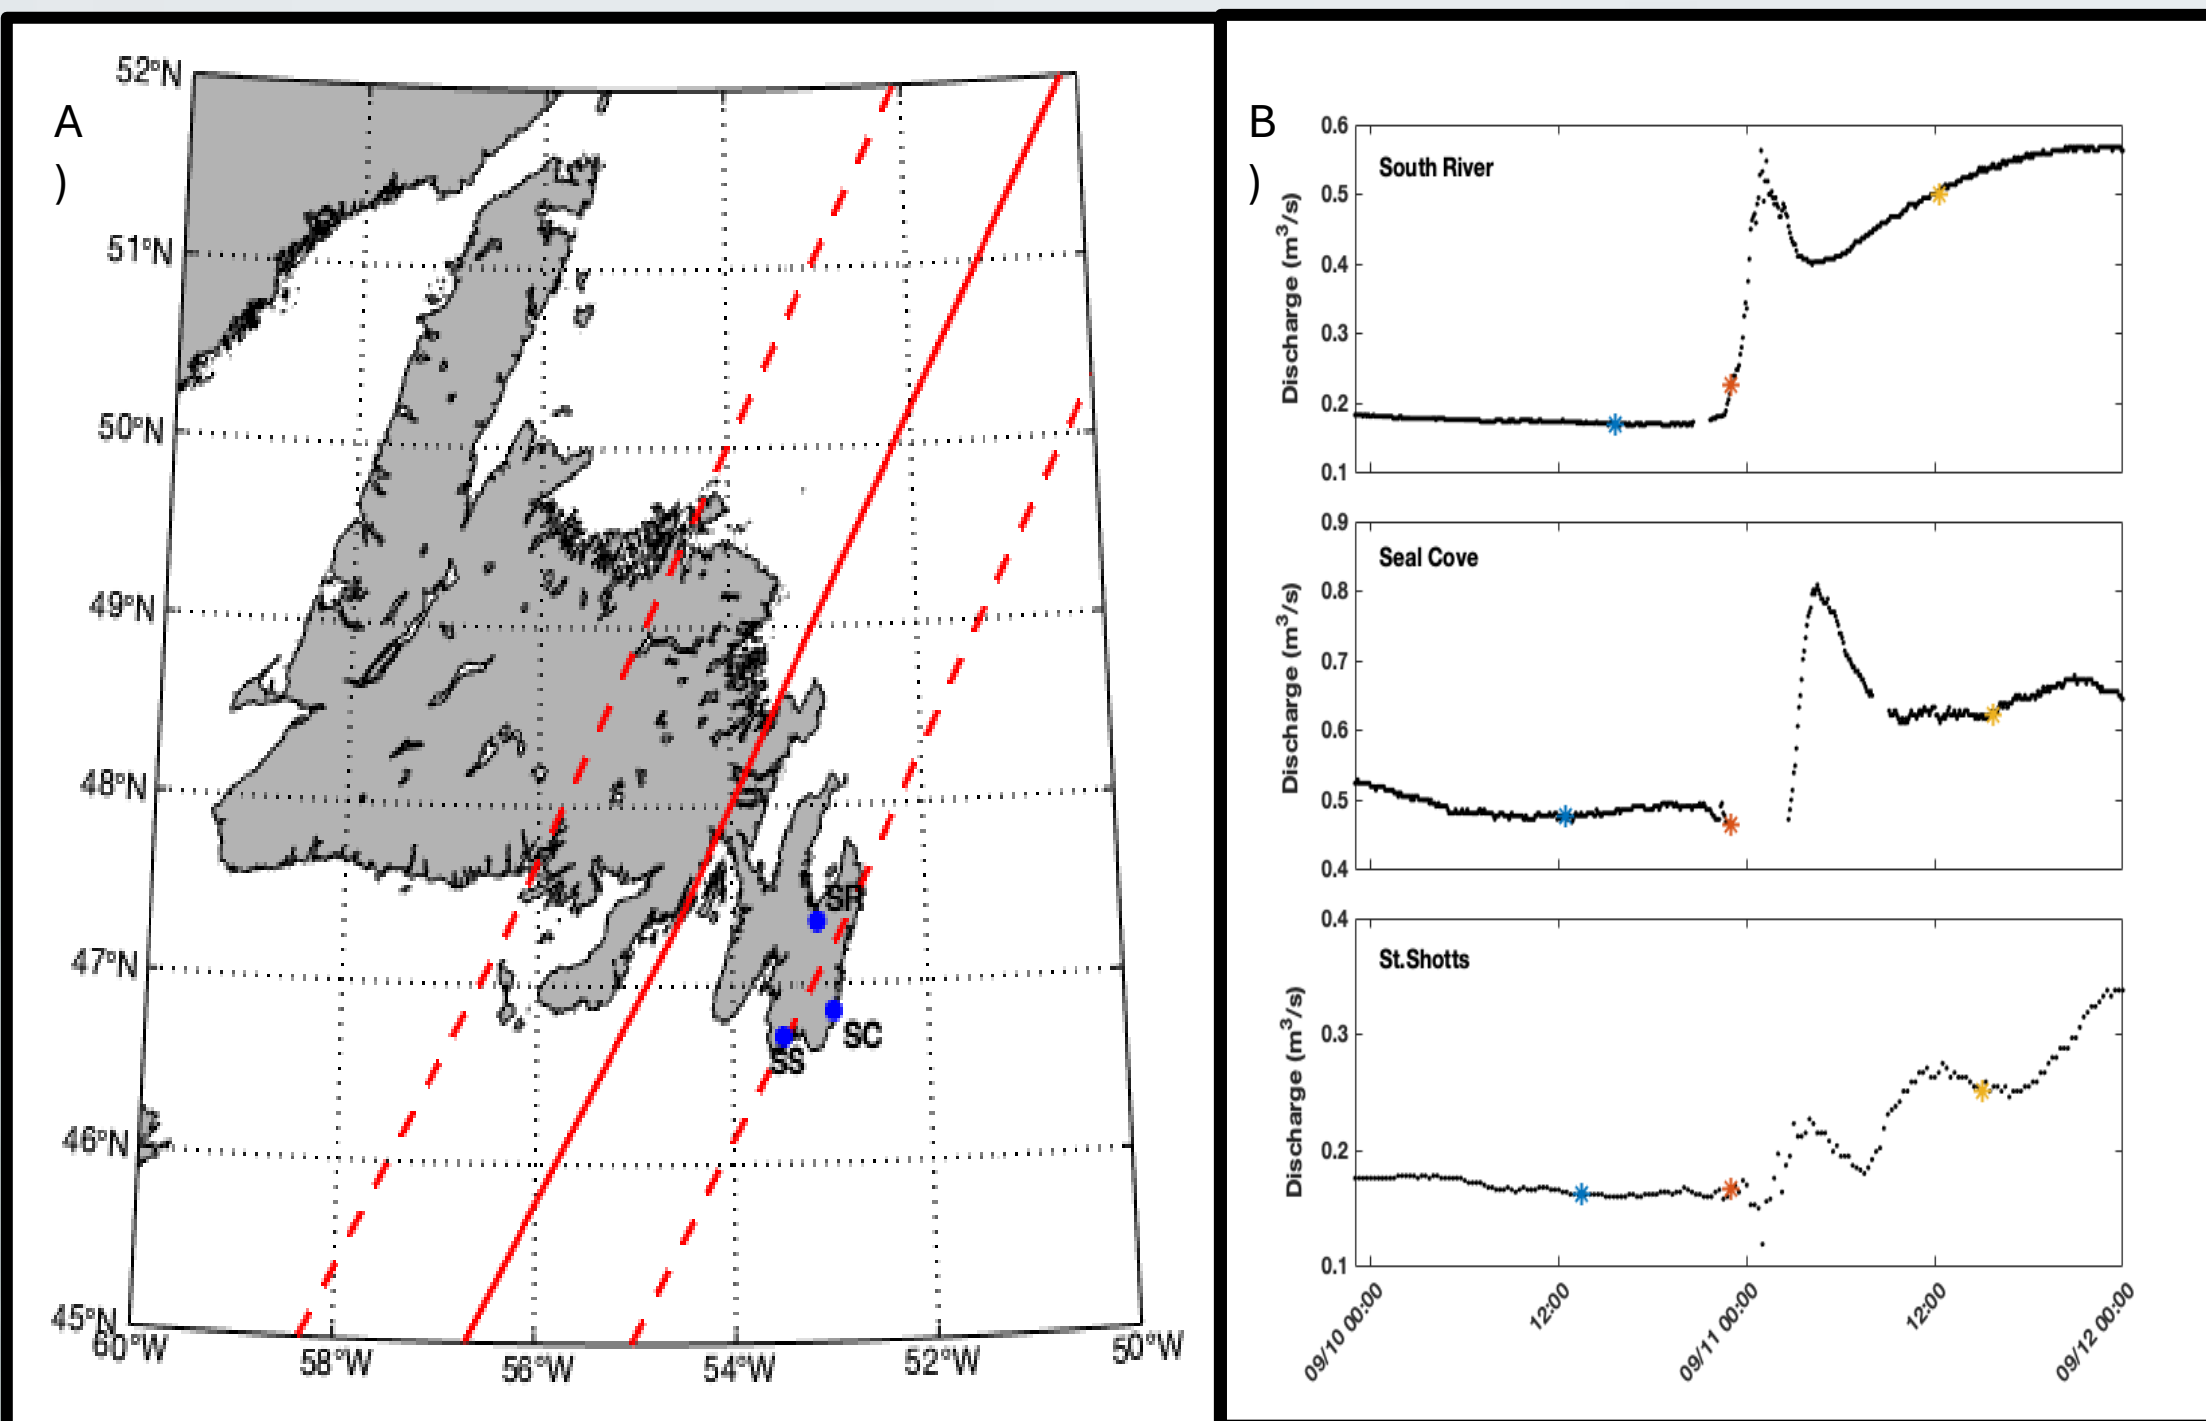 A
)
52°N
51°N
50°N
49°N
48°N
47°N
46°N
45°N
60°W
58°W
56°W
54°W
52°W
50°W
SR
SC
SS
B
)
0.6
0.5
0.4
0.3
0.2
0.1
Discharge (m³/s)
South River
0.9
0.8
0.7
0.6
0.5
0.4
Discharge (m³/s)
Seal Cove
0.4
0.3
0.2
0.1
Discharge (m³/s)
St.Shotts
09/10 00:00
12:00
09/11 00:00
12:00
09/12 00:00